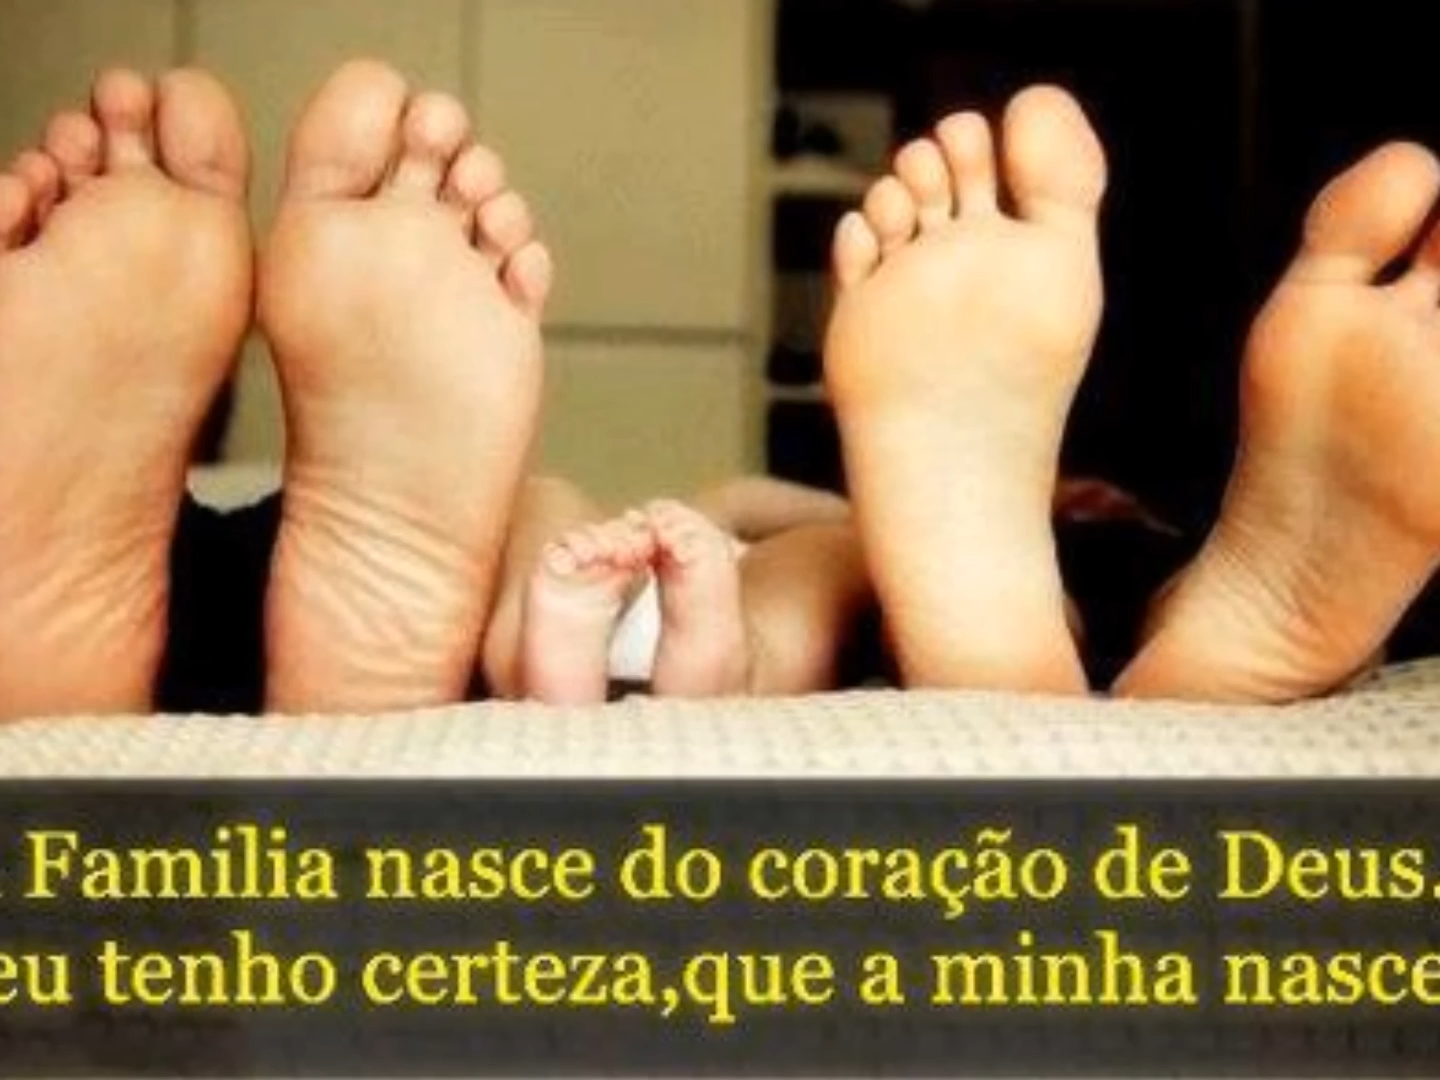 Familia nasce do coração de Deus.
eu tenho certeza,que a minha nasce